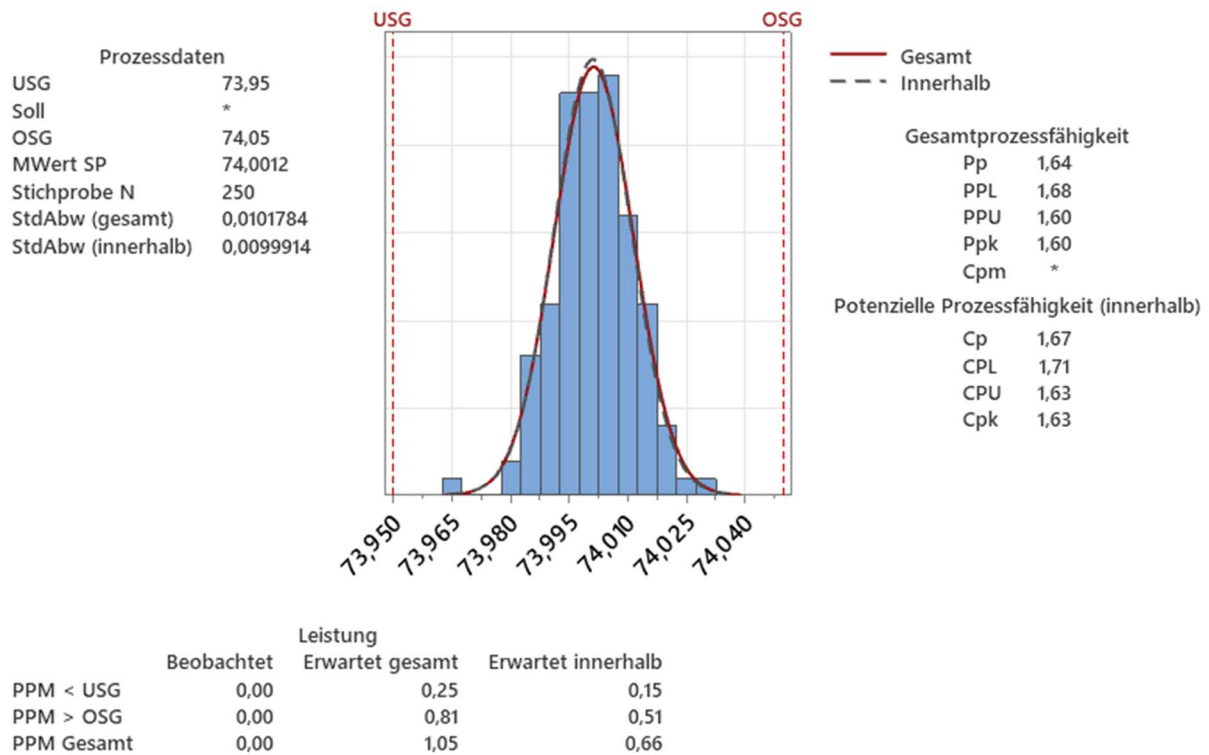 USG OSG
Prozessdaten
USG 73,95
Soll *
OSG 74,05
MWert SP 74,0012
Stichprobe N 250
StdAbw (gesamt) 0,0101784
StdAbw (innerhalb) 0,0099914
Gesamt
Innerhalb
Gesamtprozessfähigkeit
Pp 1,64
PPL 1,68
PPU 1,60
Ppk 1,60
Cpm *
Potenzielle Prozessfähigkeit (innerhalb)
Cp 1,67
CPL 1,71
CPU 1,63
Cpk 1,63
73,950 73,965 73,980 73,995 74,010 74,025 74,040
Leistung
Beobachtet Erwartet gesamt Erwartet innerhalb
PPM < USG 0,00 0,25 0,15
PPM > OSG 0,00 0,81 0,51
PPM Gesamt 0,00 1,05 0,66